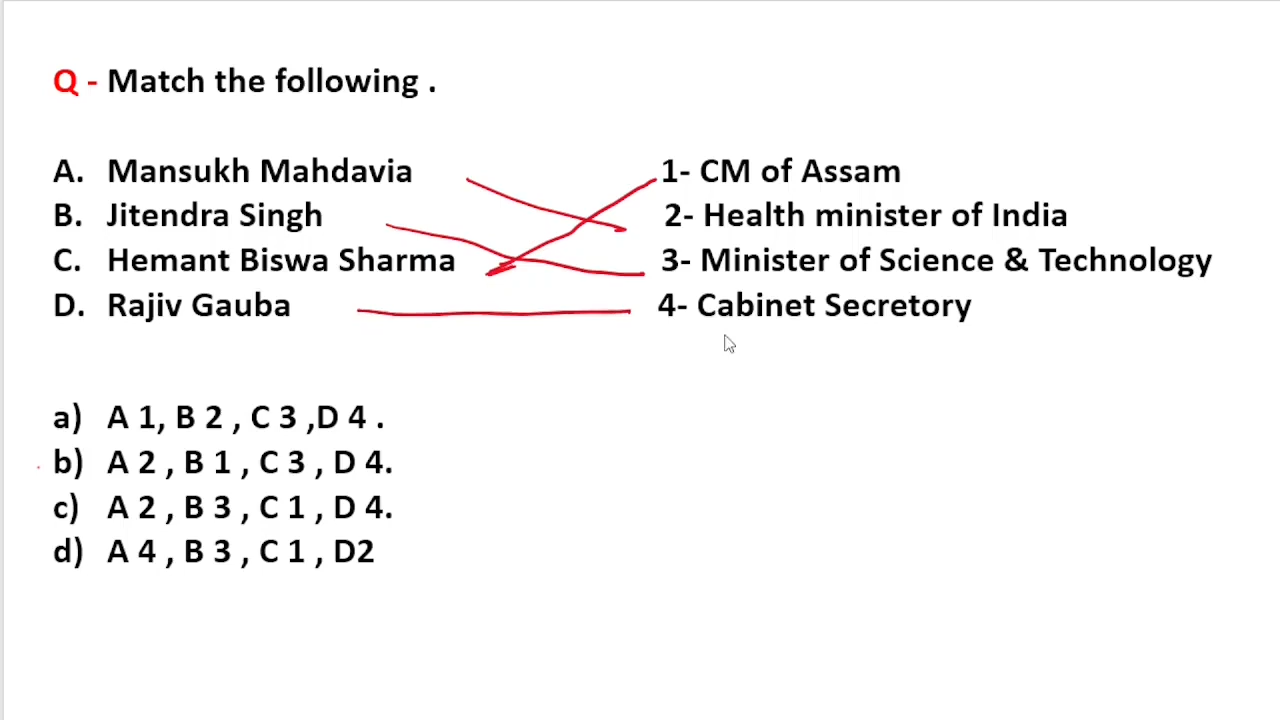 Q - Match the following .
A. Mansukh Mahdavia 1- CM of Assam
B. Jitendra Singh 2- Health minister of India
C. Hemant Biswa Sharma 3- Minister of Science & Technology
D. Rajiv Gauba 4- Cabinet Secretory
a) A 1, B 2 , C 3 ,D 4 .
b) A 2 , B 1 , C 3 , D 4.
c) A 2 , B 3 , C 1 , D 4.
d) A 4 , B 3 , C 1 , D2